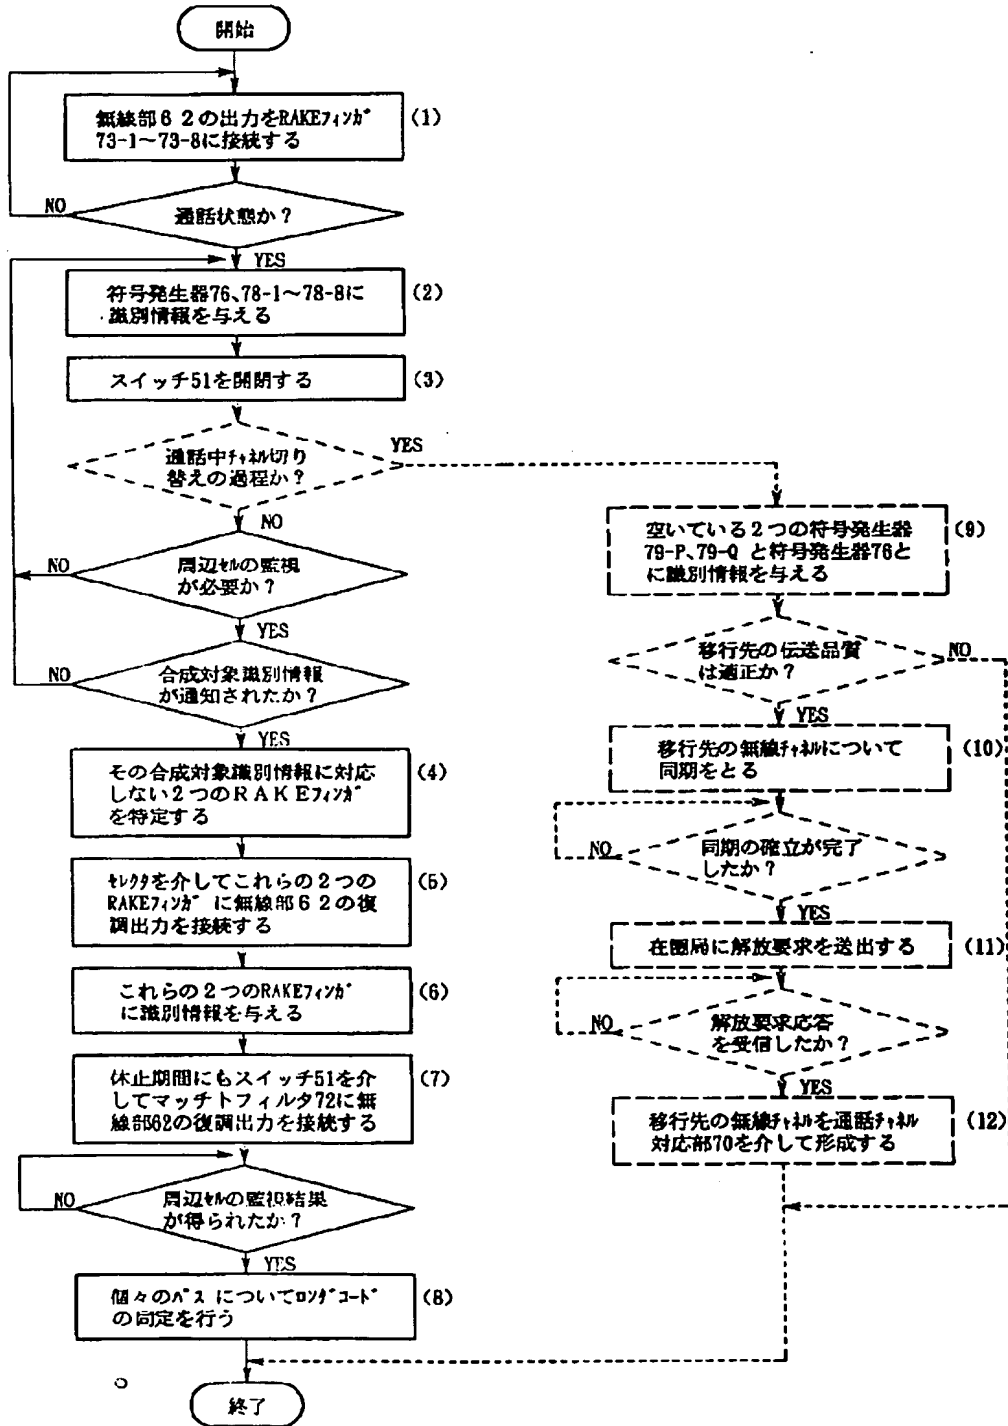 開始
無線部６２の出力をRAKEﾌｨﾝｶﾞ
73-1～73-8に接続する
(1)
NO
通話状態か？
YES
符号発生器76、78-1～78-8に
識別情報を与える
(2)
スイッチ51を開閉する
(3)
通話中ﾁｬﾈﾙ切り
替えの過程か？
YES
NO
周辺ｾﾙの監視
が必要か？
NO
YES
合成対象識別情報
が通知されたか？
NO
YES
その合成対象識別情報に対応
しない２つのＲＡＫＥﾌｨﾝｶﾞ
を特定する
(4)
ｾﾚｸﾀを介してこれらの２つの
RAKEﾌｨﾝｶﾞに無線部６２の復
調出力を接続する
(5)
これらの２つのRAKEﾌｨﾝｶﾞ
に識別情報を与える
(6)
休止期間にもスイッチ51を介
してマッチトフィルタ72に無
線部62の復調出力を接続する
(7)
NO
周辺ｾﾙの監視結果
が得られたか？
YES
個々のﾊﾟｽ についてﾛﾝｸﾞｺｰﾄﾞ
の同定を行う
(8)
終了
空いている２つの符号発生器
79-P、79-Q と符号発生器76と
に識別情報を与える
(9)
移行先の伝送品質
は適正か？
NO
YES
移行先の無線ﾁｬﾈﾙについて
同期をとる
(10)
NO
同期の確立が完了
したか？
YES
在圏局に解放要求を送出する
(11)
NO
解放要求応答
を受信したか？
YES
移行先の無線ﾁｬﾈﾙを通話ﾁｬﾈﾙ
対応部70を介して形成する
(12)